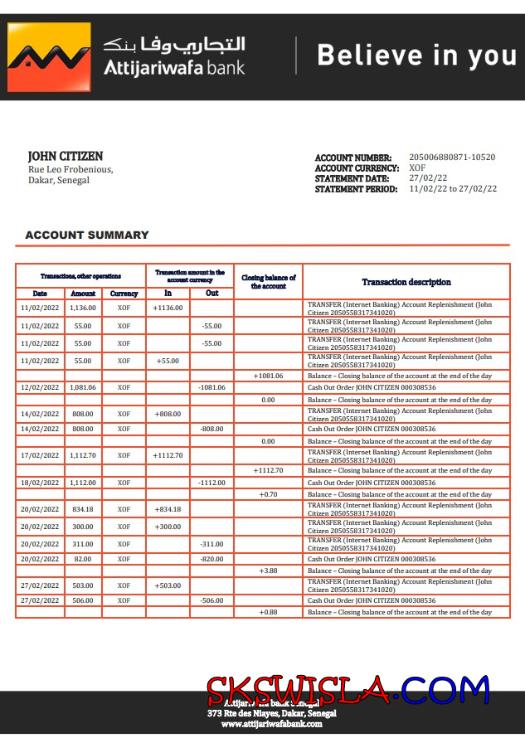 التجاري وفا بنك
Attijariwafa bank
Believe in you
JOHN CITIZEN
Rue Leo Frobenious,
Dakar, Senegal
ACCOUNT NUMBER: 205006880871-10520
ACCOUNT CURRENCY: XOF
STATEMENT DATE: 27/02/22
STATEMENT PERIOD: 11/02/22 to 27/02/22
ACCOUNT SUMMARY
Transactions, other operations
Transaction amount in the
account currency
Closing balance of
the account
Transaction description
Date Amount Currency In Out
11/02/2022 1,136.00 XOF +1136.00 TRANSFER (Internet Banking) Account Replenishment (John
Citizen 2050558317341020)
11/02/2022 55.00 XOF -55.00 TRANSFER (Internet Banking) Account Replenishment (John
Citizen 2050558317341020)
11/02/2022 55.00 XOF -55.00 TRANSFER (Internet Banking) Account Replenishment (John
Citizen 2050558317341020)
11/02/2022 55.00 XOF +55.00 TRANSFER (Internet Banking) Account Replenishment (John
Citizen 2050558317341020)
+1081.06 Balance – Closing balance of the account at the end of the day
12/02/2022 1,081.06 XOF -1081.06 Cash Out Order JOHN CITIZEN 000308536
0.00 Balance – Closing balance of the account at the end of the day
14/02/2022 808.00 XOF +808.00 TRANSFER (Internet Banking) Account Replenishment (John
Citizen 2050558317341020)
14/02/2022 808.00 XOF -808.00 Cash Out Order JOHN CITIZEN 000308536
0.00 Balance – Closing balance of the account at the end of the day
17/02/2022 1,112.70 XOF +1112.70 TRANSFER (Internet Banking) Account Replenishment (John
Citizen 2050558317341020)
+1112.70 Balance – Closing balance of the account at the end of the day
18/02/2022 1,112.00 XOF -1112.00 Cash Out Order JOHN CITIZEN 000308536
+0.70 Balance – Closing balance of the account at the end of the day
20/02/2022 834.18 XOF +834.18 TRANSFER (Internet Banking) Account Replenishment (John
Citizen 2050558317341020)
20/02/2022 300.00 XOF +300.00 TRANSFER (Internet Banking) Account Replenishment (John
Citizen 2050558317341020)
20/02/2022 311.00 XOF -311.00 TRANSFER (Internet Banking) Account Replenishment (John
Citizen 2050558317341020)
20/02/2022 82.00 XOF -820.00 Cash Out Order JOHN CITIZEN 000308536
+3.88 Balance – Closing balance of the account at the end of the day
27/02/2022 503.00 XOF +503.00 TRANSFER (Internet Banking) Account Replenishment (John
Citizen 2050558317341020)
27/02/2022 506.00 XOF -506.00 Cash Out Order JOHN CITIZEN 000308536
+0.88 Balance – Closing balance of the account at the end of the day
SKSWISLA.COM
bank
373 Rte des Niayes, Dakar, Senegal
www.attijariwafabank.com